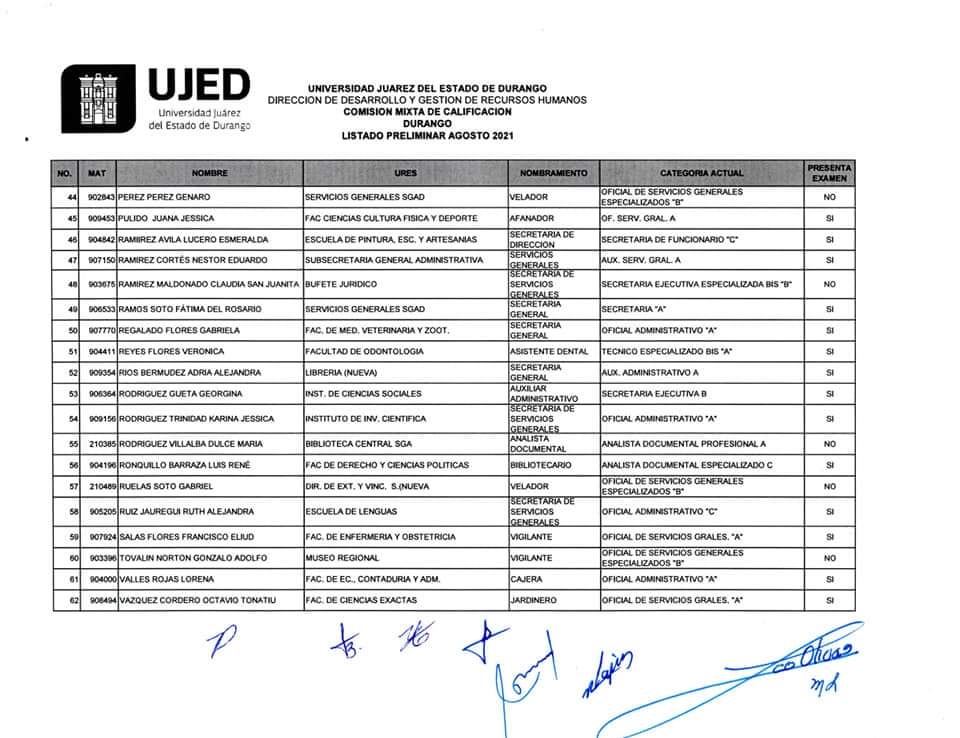 UJED
Universidad Juárez
del Estado de Durango
UNIVERSIDAD JUAREZ DEL ESTADO DE DURANGO
DIRECCION DE DESARROLLO Y GESTION DE RECURSOS HUMANOS
COMISION MIXTA DE CALIFICACION
DURANGO
LISTADO PRELIMINAR AGOSTO 2021
NO. MAT NOMBRE URES NOMBRAMIENTO CATEGORIA ACTUAL PRESENTA EXAMEN
44 902843 PEREZ PEREZ GENARO SERVICIOS GENERALES SGAD VELADOR OFICIAL DE SERVICIOS GENERALES ESPECIALIZADOS "B" NO
45 909453 PULIDO JUANA JESSICA FAC CIENCIAS CULTURA FISICA Y DEPORTE AFANADOR OF. SERV. GRAL. A SI
46 904842 RAMIIREZ AVILA LUCERO ESMERALDA ESCUELA DE PINTURA, ESC. Y ARTESANIAS SECRETARIA DE DIRECCION SECRETARIA DE FUNCIONARIO "C" SI
47 907150 RAMIREZ CORTÉS NESTOR EDUARDO SUBSECRETARIA GENERAL ADMINISTRATIVA SERVICIOS GENERALES AUX. SERV. GRAL. A SI
48 903675 RAMIREZ MALDONADO CLAUDIA SAN JUANITA BUFETE JURIDICO SECRETARIA DE SERVICIOS GENERALES SECRETARIA EJECUTIVA ESPECIALIZADA BIS "B" NO
49 906533 RAMOS SOTO FÁTIMA DEL ROSARIO SERVICIOS GENERALES SGAD SECRETARIA GENERAL SECRETARIA "A" SI
50 907770 REGALADO FLORES GABRIELA FAC. DE MED. VETERINARIA Y ZOOT. SECRETARIA GENERAL OFICIAL ADMINISTRATIVO "A" SI
51 904411 REYES FLORES VERONICA FACULTAD DE ODONTOLOGIA ASISTENTE DENTAL TECNICO ESPECIALIZADO BIS "A" SI
52 909354 RIOS BERMUDEZ ADRIA ALEJANDRA LIBRERIA (NUEVA) SECRETARIA GENERAL AUX. ADMINISTRATIVO A SI
53 906364 RODRIGUEZ GUETA GEORGINA INST. DE CIENCIAS SOCIALES AUXILIAR ADMINISTRATIVO SECRETARIA EJECUTIVA B SI
54 909156 RODRIGUEZ TRINIDAD KARINA JESSICA INSTITUTO DE INV. CIENTIFICA SECRETARIA DE SERVICIOS GENERALES OFICIAL ADMINISTRATIVO "A" SI
55 210385 RODRIGUEZ VILLALBA DULCE MARIA BIBLIOTECA CENTRAL SGA ANALISTA DOCUMENTAL ANALISTA DOCUMENTAL PROFESIONAL A NO
56 904196 RONQUILLO BARRAZA LUIS RENÉ FAC DE DERECHO Y CIENCIAS POLITICAS BIBLIOTECARIO ANALISTA DOCUMENTAL ESPECIALIZADO C SI
57 210489 RUELAS SOTO GABRIEL DIR. DE EXT. Y VINC. S.(NUEVA VELADOR OFICIAL DE SERVICIOS GENERALES ESPECIALIZADOS "B" NO
58 905205 RUIZ JAUREGUI RUTH ALEJANDRA ESCUELA DE LENGUAS SECRETARIA DE SERVICIOS GENERALES OFICIAL ADMINISTRATIVO "C" SI
59 907924 SALAS FLORES FRANCISCO ELIUD FAC. DE ENFERMERIA Y OBSTETRICIA VIGILANTE OFICIAL DE SERVICIOS GRALES. "A" SI
60 903396 TOVALIN NORTON GONZALO ADOLFO MUSEO REGIONAL VIGILANTE OFICIAL DE SERVICIOS GENERALES ESPECIALIZADOS "B" NO
61 904000 VALLES ROJAS LORENA FAC. DE EC., CONTADURIA Y ADM. CAJERA OFICIAL ADMINISTRATIVO "A" SI
62 908494 VAZQUEZ CORDERO OCTAVIO TONATIU FAC. DE CIENCIAS EXACTAS JARDINERO OFICIAL DE SERVICIOS GRALES. "A" SI